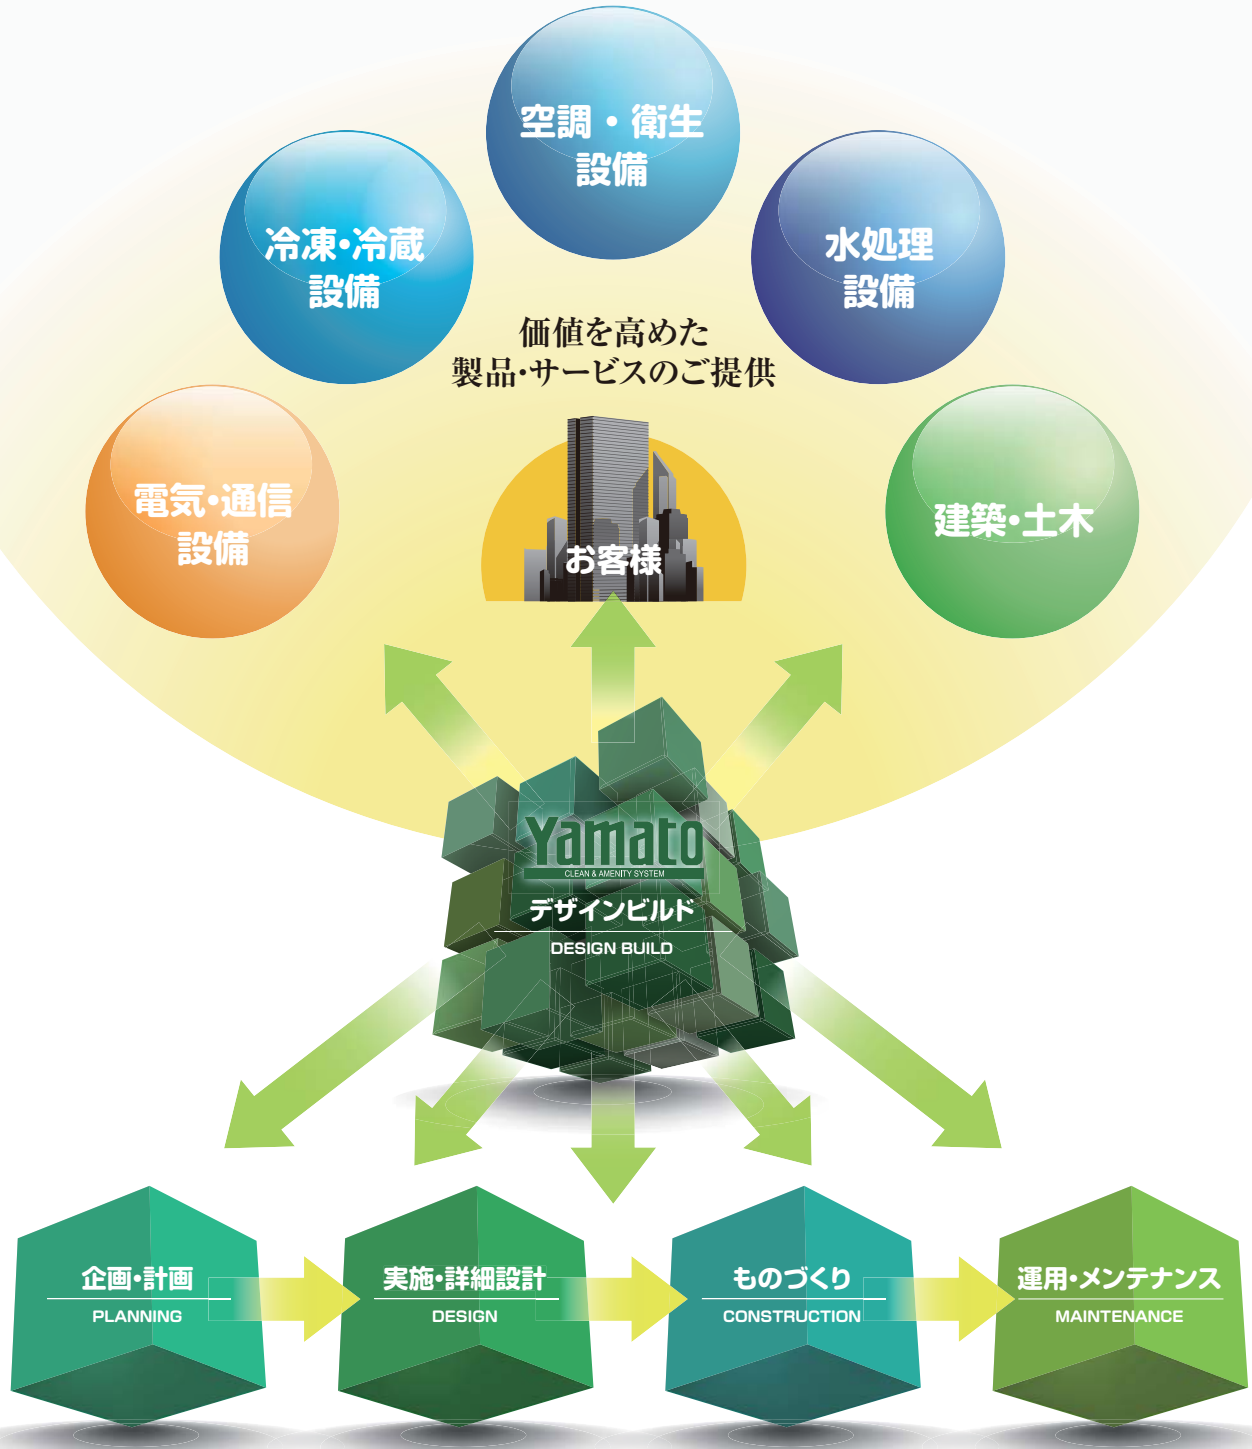 空調・衛生
設備
冷凍・冷蔵
設備
水処理
設備
価値を高めた
製品・サービスのご提供
電気・通信
設備
お客様
建築・土木
Yamato
CLEAN & AMENITY SYSTEM
デザインビルド
DESIGN BUILD
企画・計画
PLANNING
実施・詳細設計
DESIGN
ものづくり
CONSTRUCTION
運用・メンテナンス
MAINTENANCE